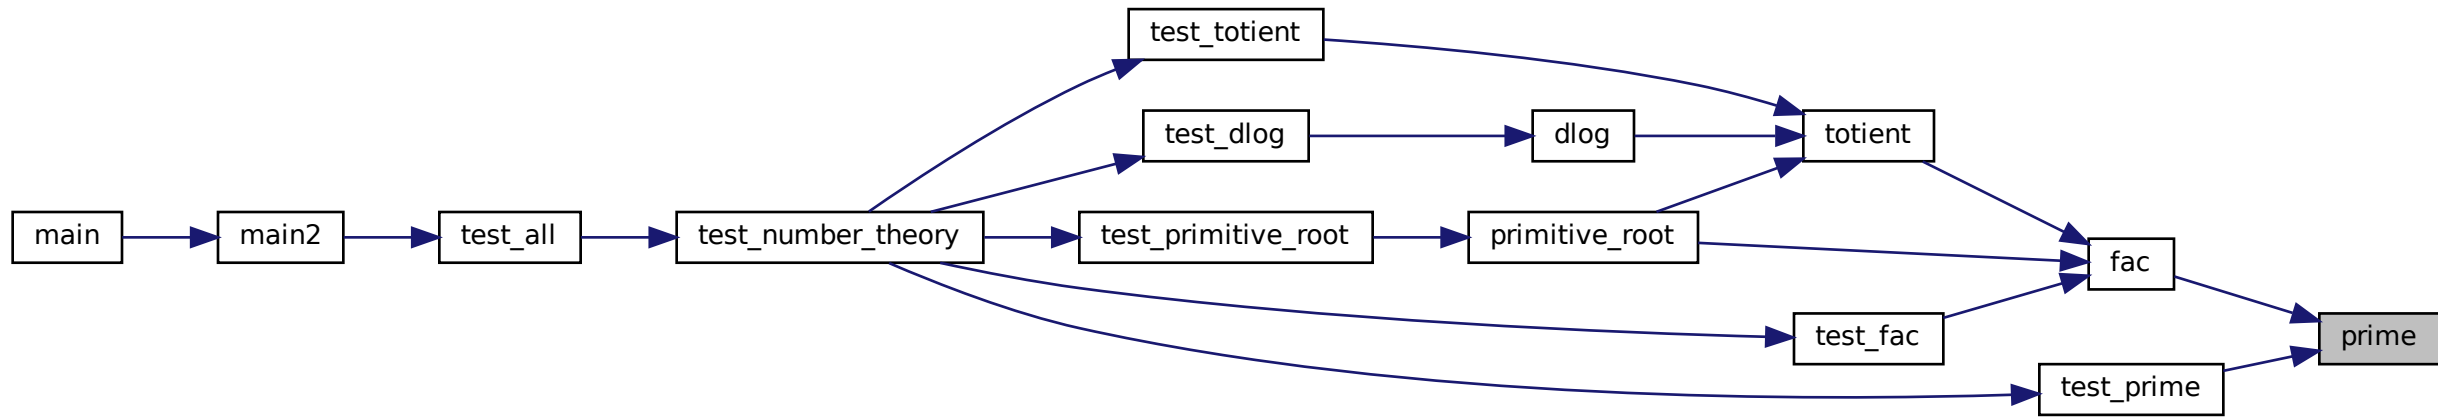 test_totient
test_dlog
dlog
totient
main
main2
test_all
test_number_theory
test_primitive_root
primitive_root
fac
test_fac
prime
test_prime